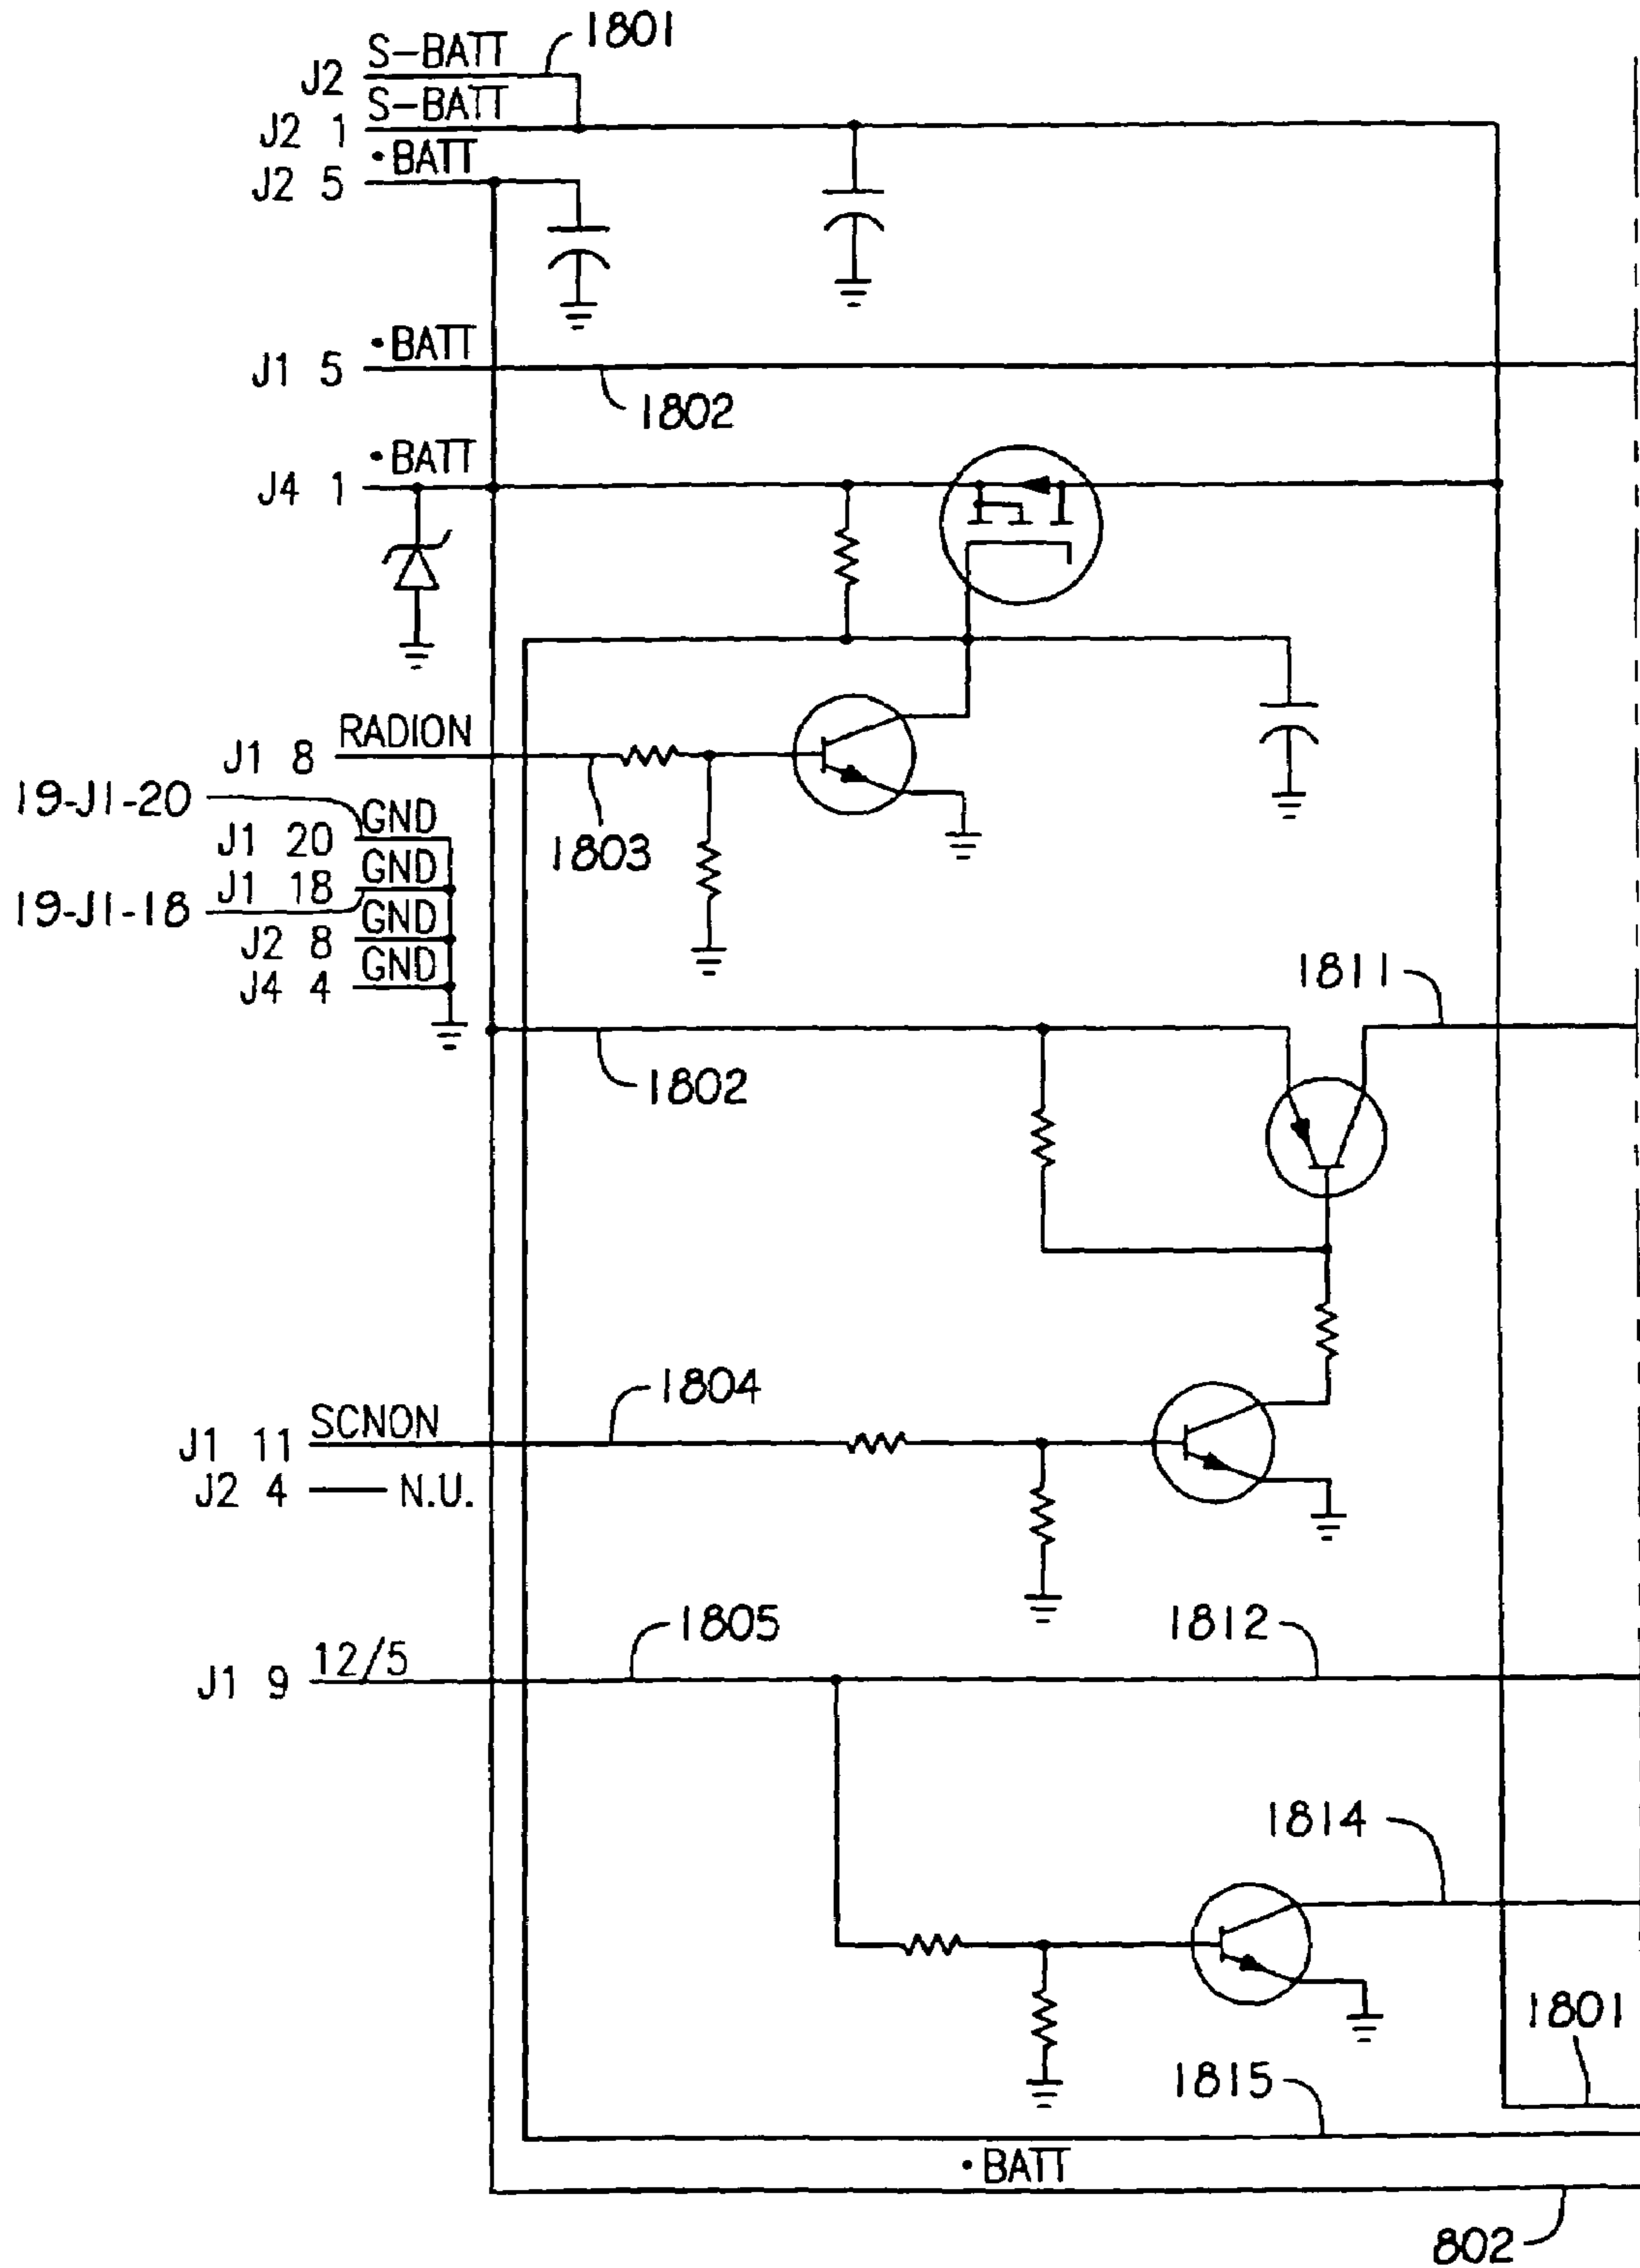 S-BATT 1801
J2
S-BATT
J2 1
•BATT
J2 5
•BATT
J1 5
1802
•BATT
J4 1
RADION
J1 8
19-J1-20
GND
J1 20
1803
GND
J1 18
19-J1-18
GND
J2 8
GND
J4 4
1811
1802
1804
SCNON
J1 11
J2 4 N.U.
1805 1812
12/5
J1 9
1814
1801
1815
•BATT
802